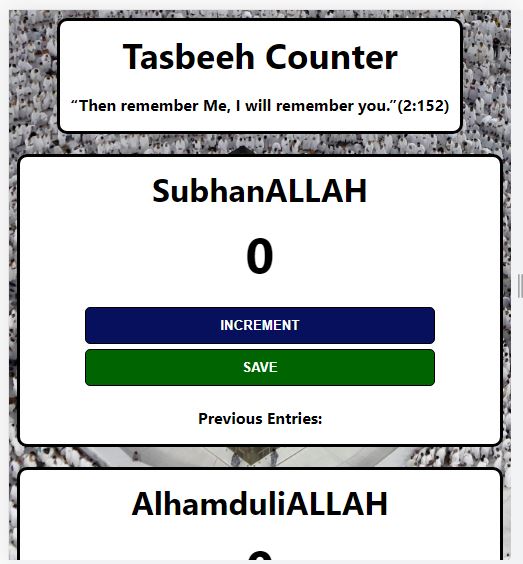 Tasbeeh Counter
“Then remember Me, I will remember you.”(2:152)
SubhanALLAH
0
INCREMENT
SAVE
Previous Entries:
AlhamduliALLAH